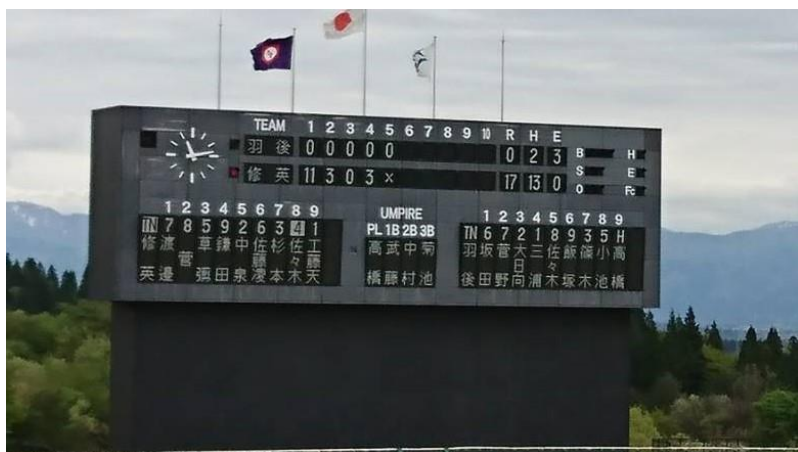 TEAM 1 2 3 4 5 6 7 8 9 10 R H E
羽後 0 0 0 0 0 0 2 3 B H
修英 11 3 0 3 × 17 13 0 S E
O Fc
1 2 3 4 5 6 7 8 9
TN 7 8 5 9 2 6 3 4 1
修英 渡邉 菅 草彅 鎌田 中泉 佐藤凌 杉本 佐々木 工藤天
UMPIRE
PL 1B 2B 3B
高橋 武藤 中村 菊池
1 2 3 4 5 6 7 8 9
TN 6 7 2 1 8 9 3 5 H
羽後 坂田 菅野 大日向 三浦 佐々木 飯塚 木 小池 高橋